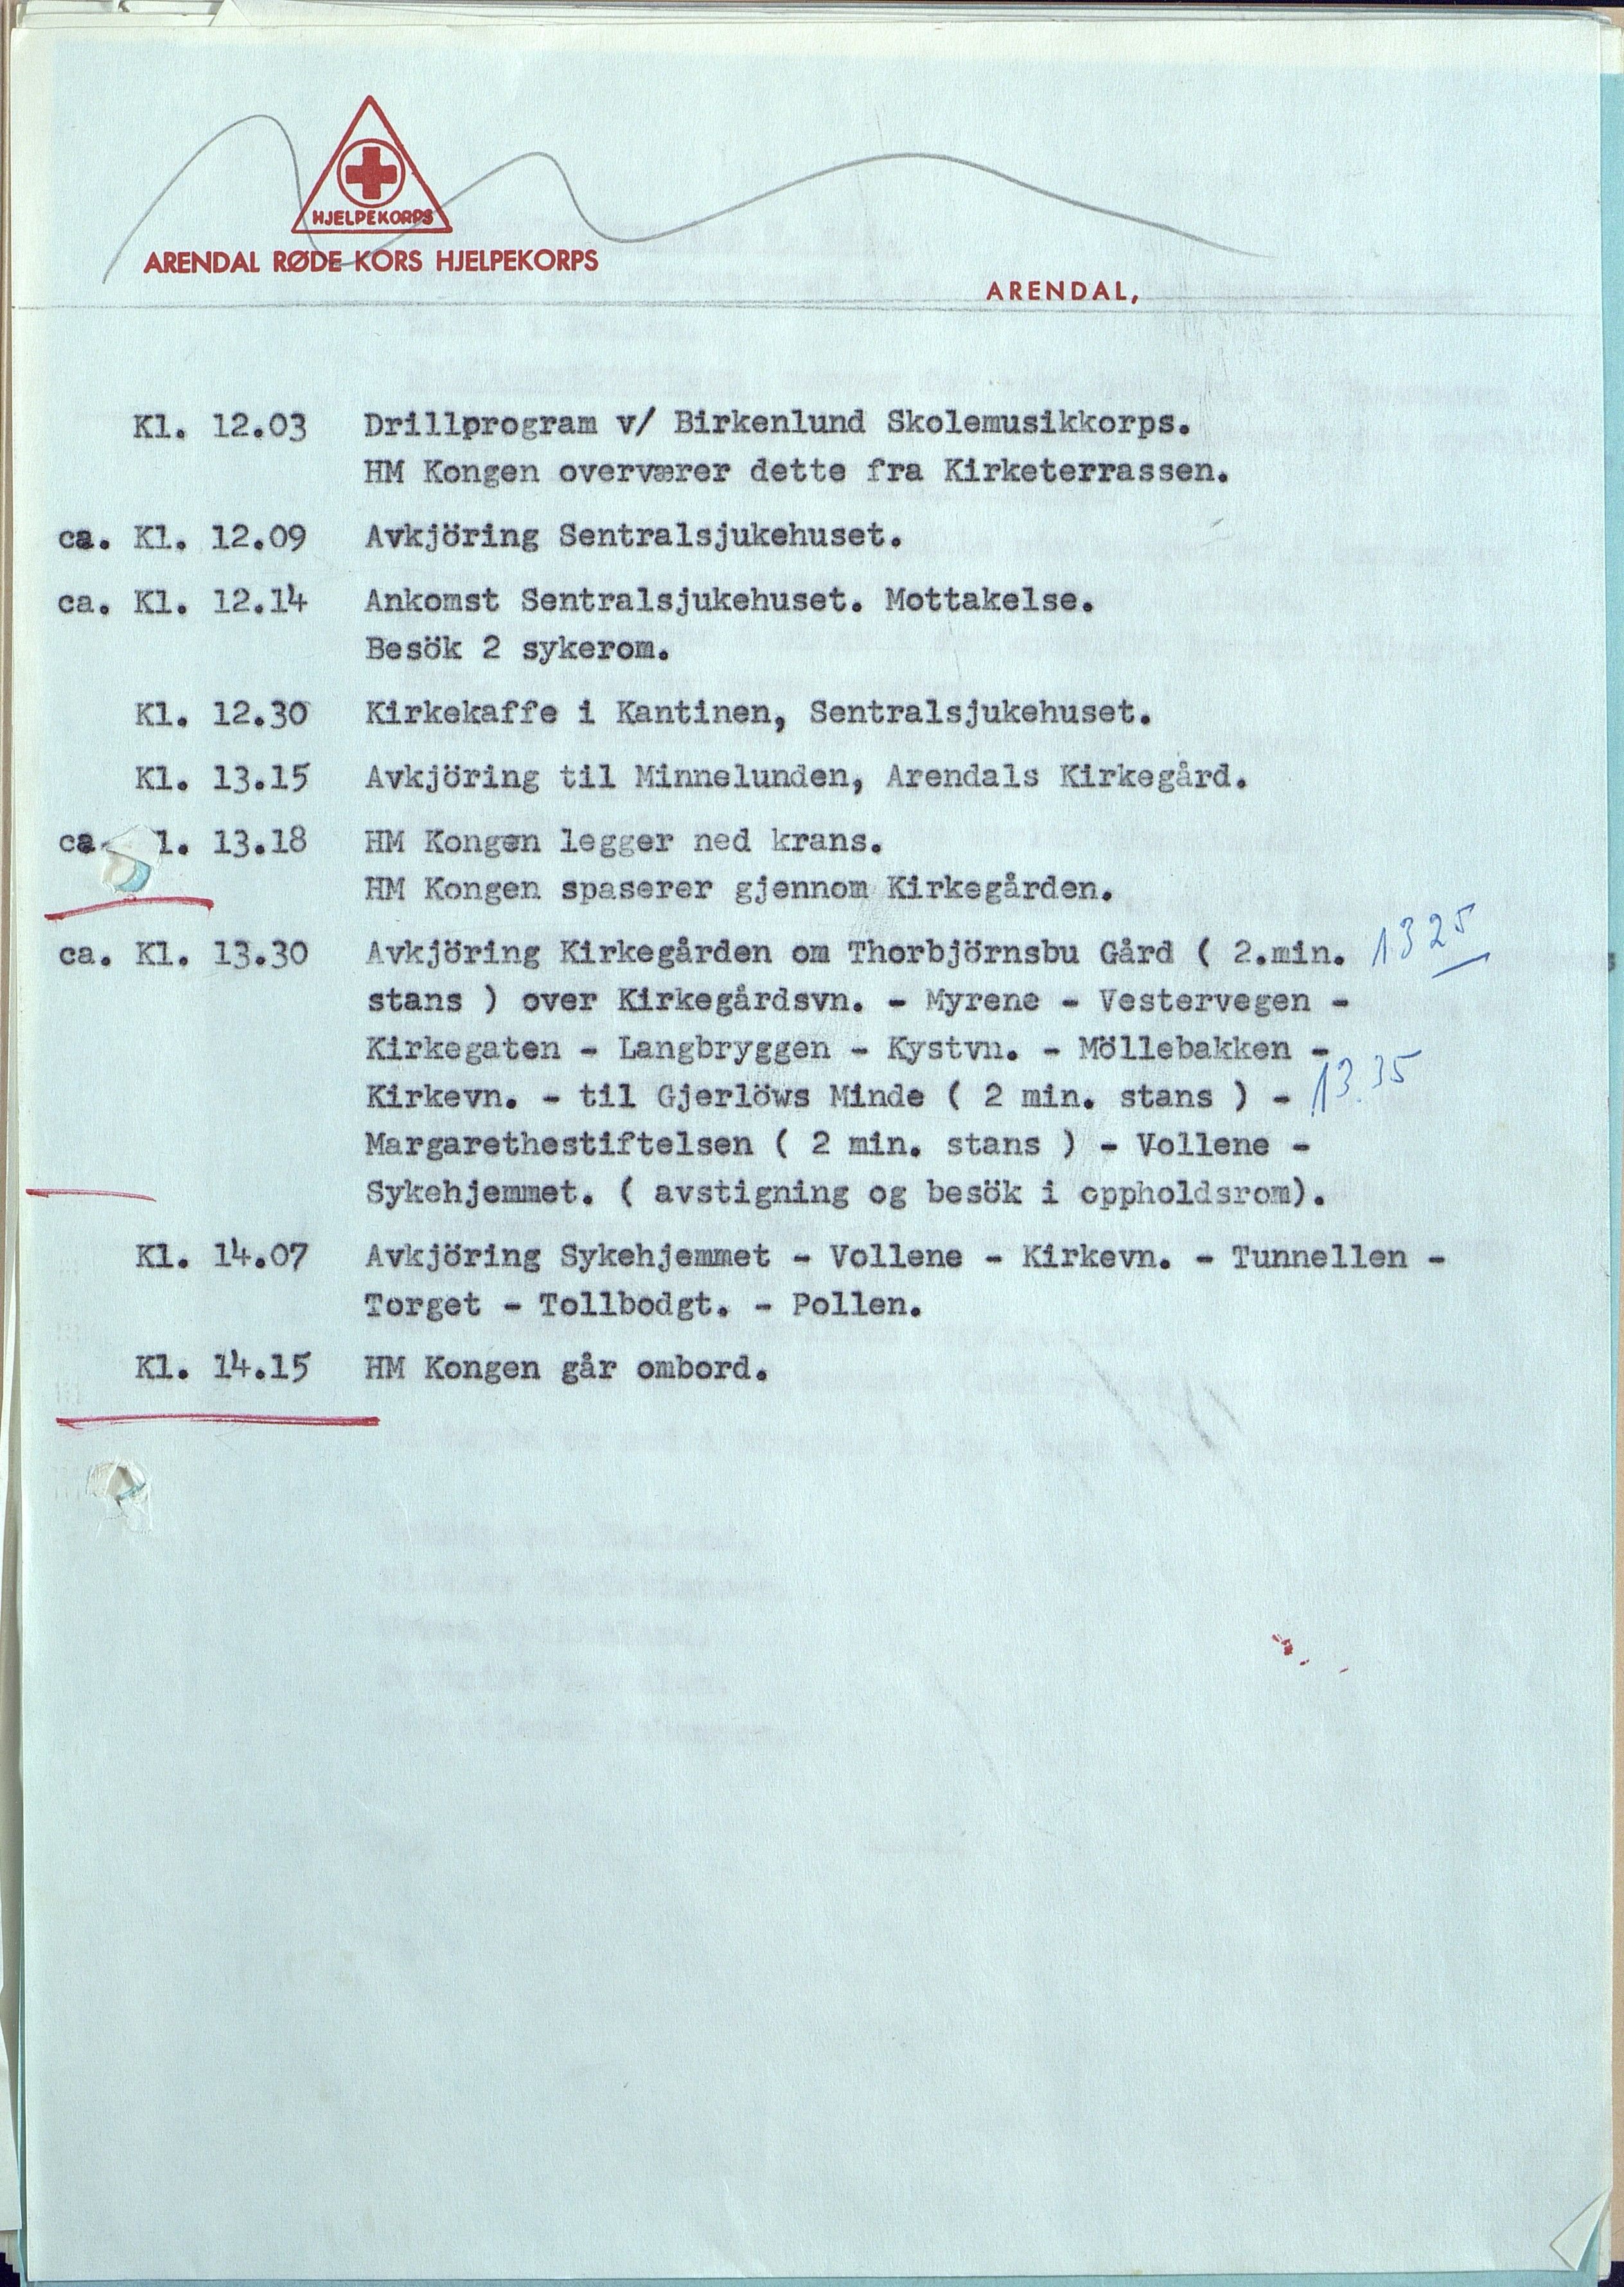 HJELPEKORPS
ARENDAL RØDE KORS HJELPEKORPS
ARENDAL,
Kl. 12.03 Drillprogram v/ Birkenlund Skolemusikkorps.
HM Kongen overværer dette fra Kirketerrassen.
ca. Kl. 12.09 Avkjöring Sentralsjukehuset.
ca. Kl. 12.14 Ankomst Sentralsjukehuset. Mottakelse.
Besök 2 sykerom.
Kl. 12.30 Kirkekaffe i Kantinen, Sentralsjukehuset.
Kl. 13.15 Avkjöring til Minnelunden, Arendals Kirkegård.
ca. l. 13.18 HM Kongen legger ned krans.
HM Kongen spaserer gjennom Kirkegården.
ca. Kl. 13.30 Avkjöring Kirkegården om Thorbjörnsbu Gård ( 2.min. 1325
stans ) over Kirkegårdsvn. - Myrene - Vestervegen -
Kirkegaten - Langbryggen - Kystvn. - Möllebakken -
Kirkevn. - til Gjerlöws Minde ( 2 min. stans ) - 13.35
Margarethestiftelsen ( 2 min. stans ) - Vollene -
Sykehjemmet. ( avstigning og besök i oppholdsrom).
Kl. 14.07 Avkjöring Sykehjemmet - Vollene - Kirkevn. - Tunnellen -
Torget - Tollbodgt. - Pollen.
Kl. 14.15 HM Kongen går ombord.